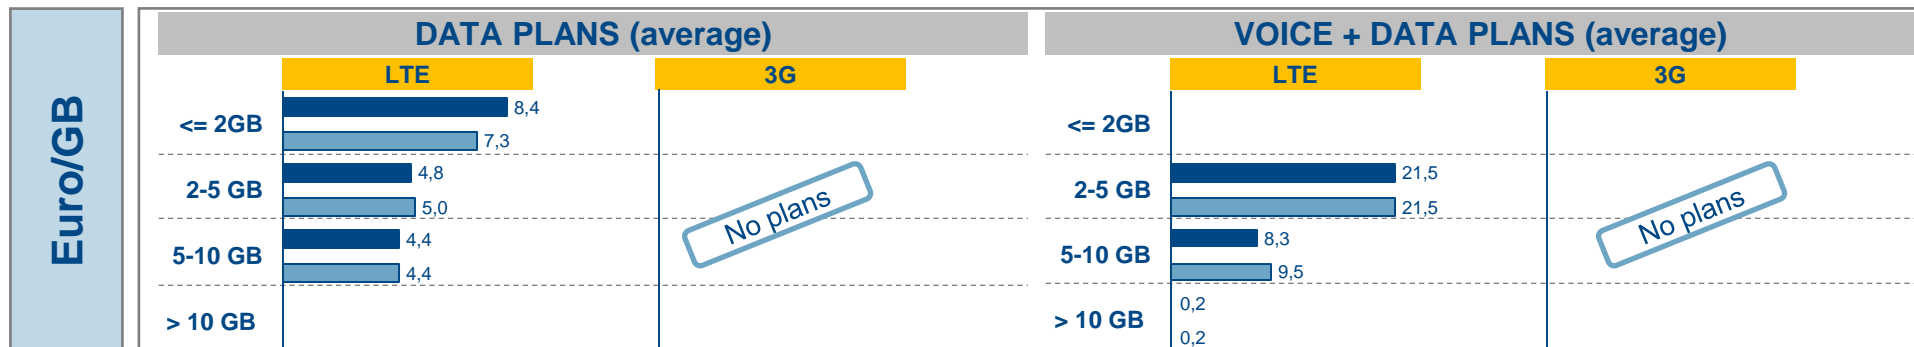 Euro/GB
DATA PLANS (average)
LTE
3G
<= 2GB
8,4
7,3
2-5 GB
4,8
5,0
5-10 GB
4,4
4,4
> 10 GB
No plans
VOICE + DATA PLANS (average)
LTE
3G
<= 2GB
2-5 GB
21,5
21,5
5-10 GB
8,3
9,5
> 10 GB
0,2
0,2
No plans